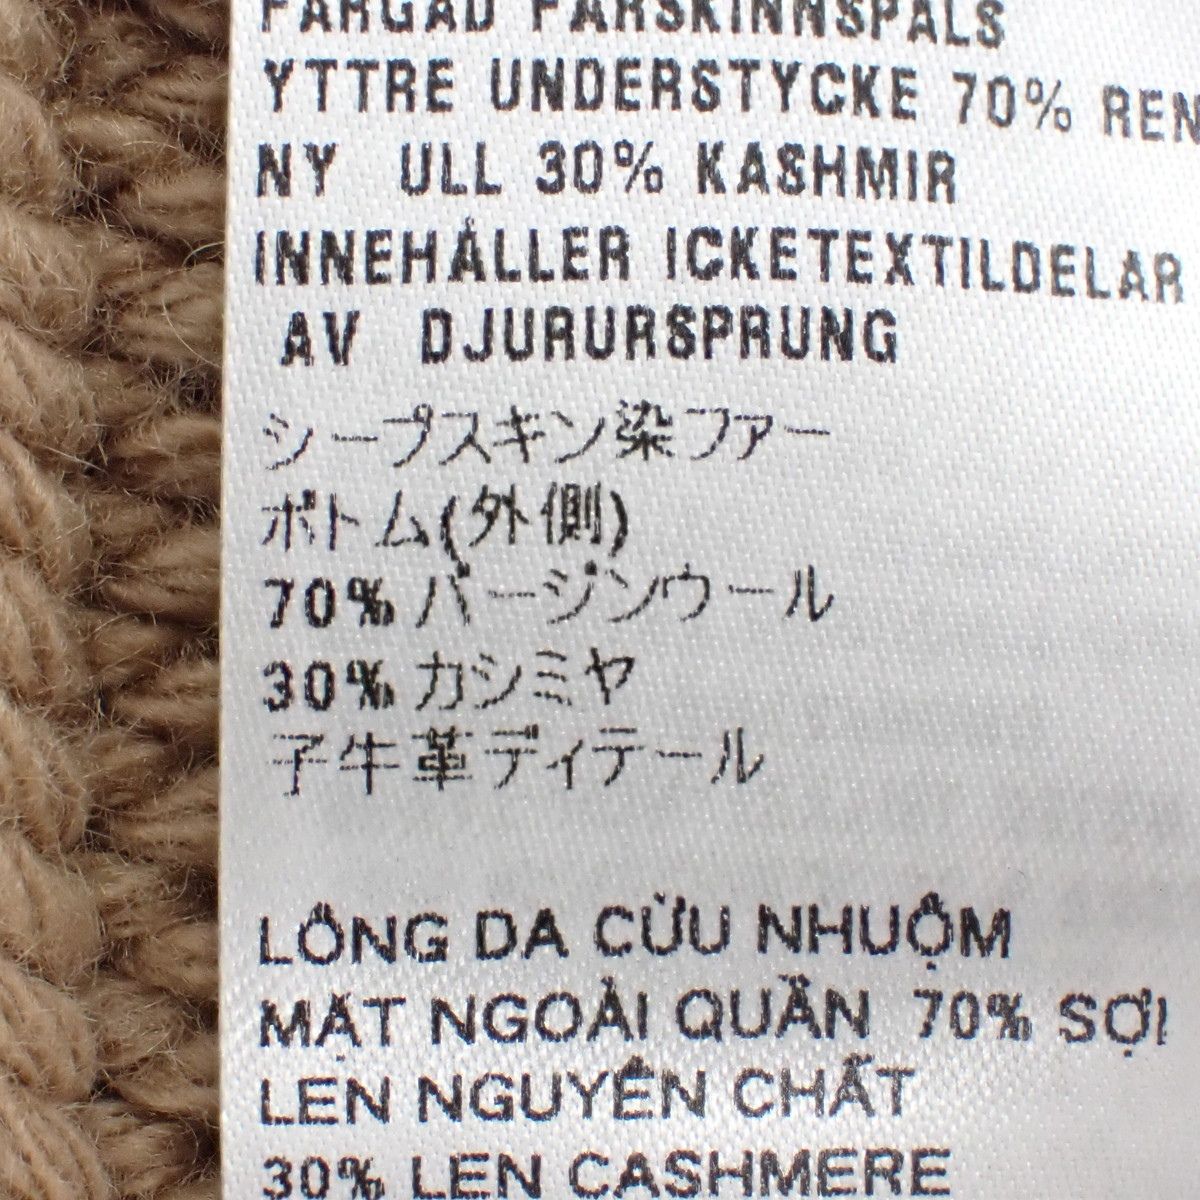 FÄRGAD FÅRSKINNSPÄLS
YTTRE UNDERSTYCKE 70% REN
NY ULL 30% KASHMIR
INNEHÅLLER ICKETEXTILDELAR
AV DJURURSPRUNG
シープスキン染ファー
ボトム(外側)
70% バージンウール
30% カシミヤ
子牛革ディテール
LÔNG DA CỪU NHUỘM
MẶT NGOÀI QUẦN 70% SỢI
LEN NGUYÊN CHẤT
30% LEN CASHMERE